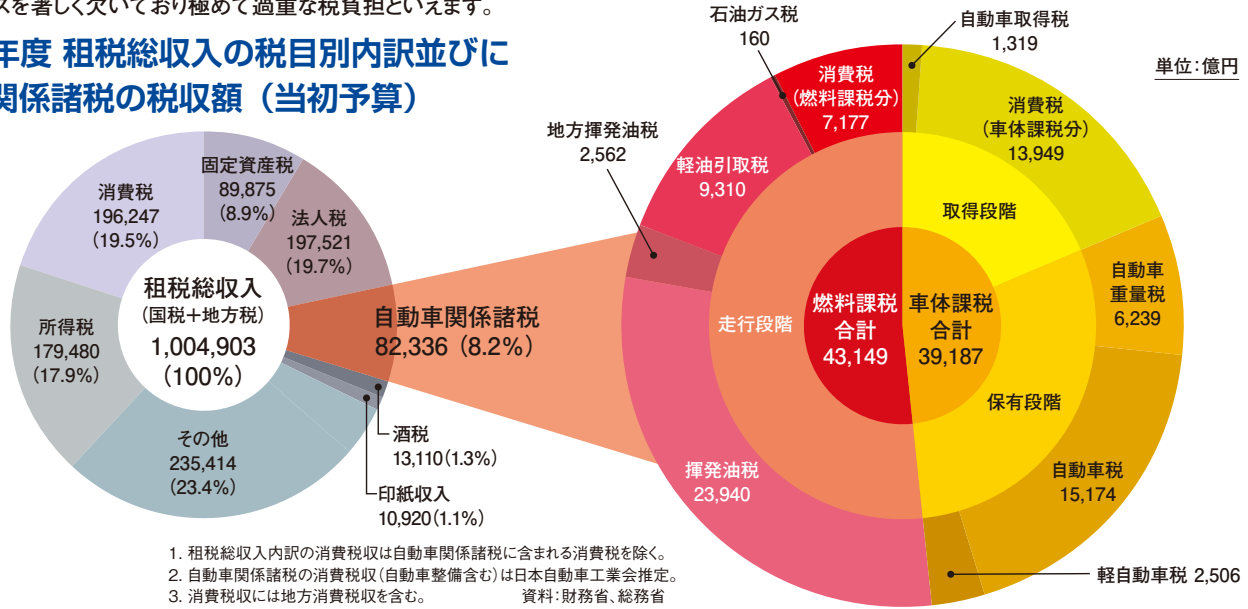 スを著しく欠いており極めて過重な税負担といえます。
年度 租税総収入の税目別内訳並びに
関係諸税の税収額（当初予算）
単位：億円
固定資産税
89,875
(8.9%)
法人税
197,521
(19.7%)
消費税
196,247
(19.5%)
所得税
179,480
(17.9%)
その他
235,414
(23.4%)
租税総収入
(国税＋地方税)
1,004,903
(100%)
自動車関係諸税
82,336 (8.2%)
酒税
13,110(1.3%)
印紙収入
10,920(1.1%)
石油ガス税
160
自動車取得税
1,319
消費税
(燃料課税分)
7,177
消費税
(車体課税分)
13,949
地方揮発油税
2,562
軽油引取税
9,310
取得段階
自動車
重量税
6,239
走行段階
燃料課税
合計
43,149
車体課税
合計
39,187
保有段階
揮発油税
23,940
自動車税
15,174
軽自動車税 2,506
1. 租税総収入内訳の消費税収は自動車関係諸税に含まれる消費税を除く。
2. 自動車関係諸税の消費税収（自動車整備含む）は日本自動車工業会推定。
3. 消費税収には地方消費税収を含む。 資料：財務省、総務省